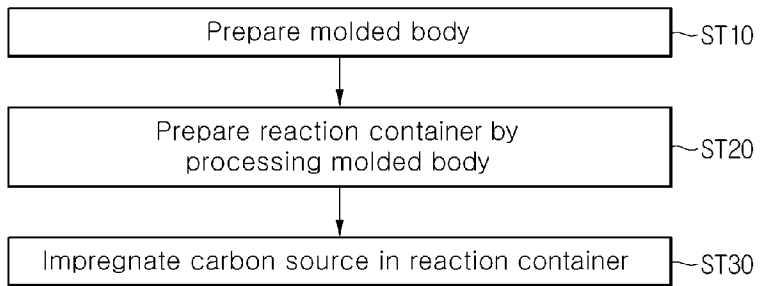 Prepare molded body
ST10
Prepare reaction container by
processing molded body
ST20
Impregnate carbon source in reaction container
ST30